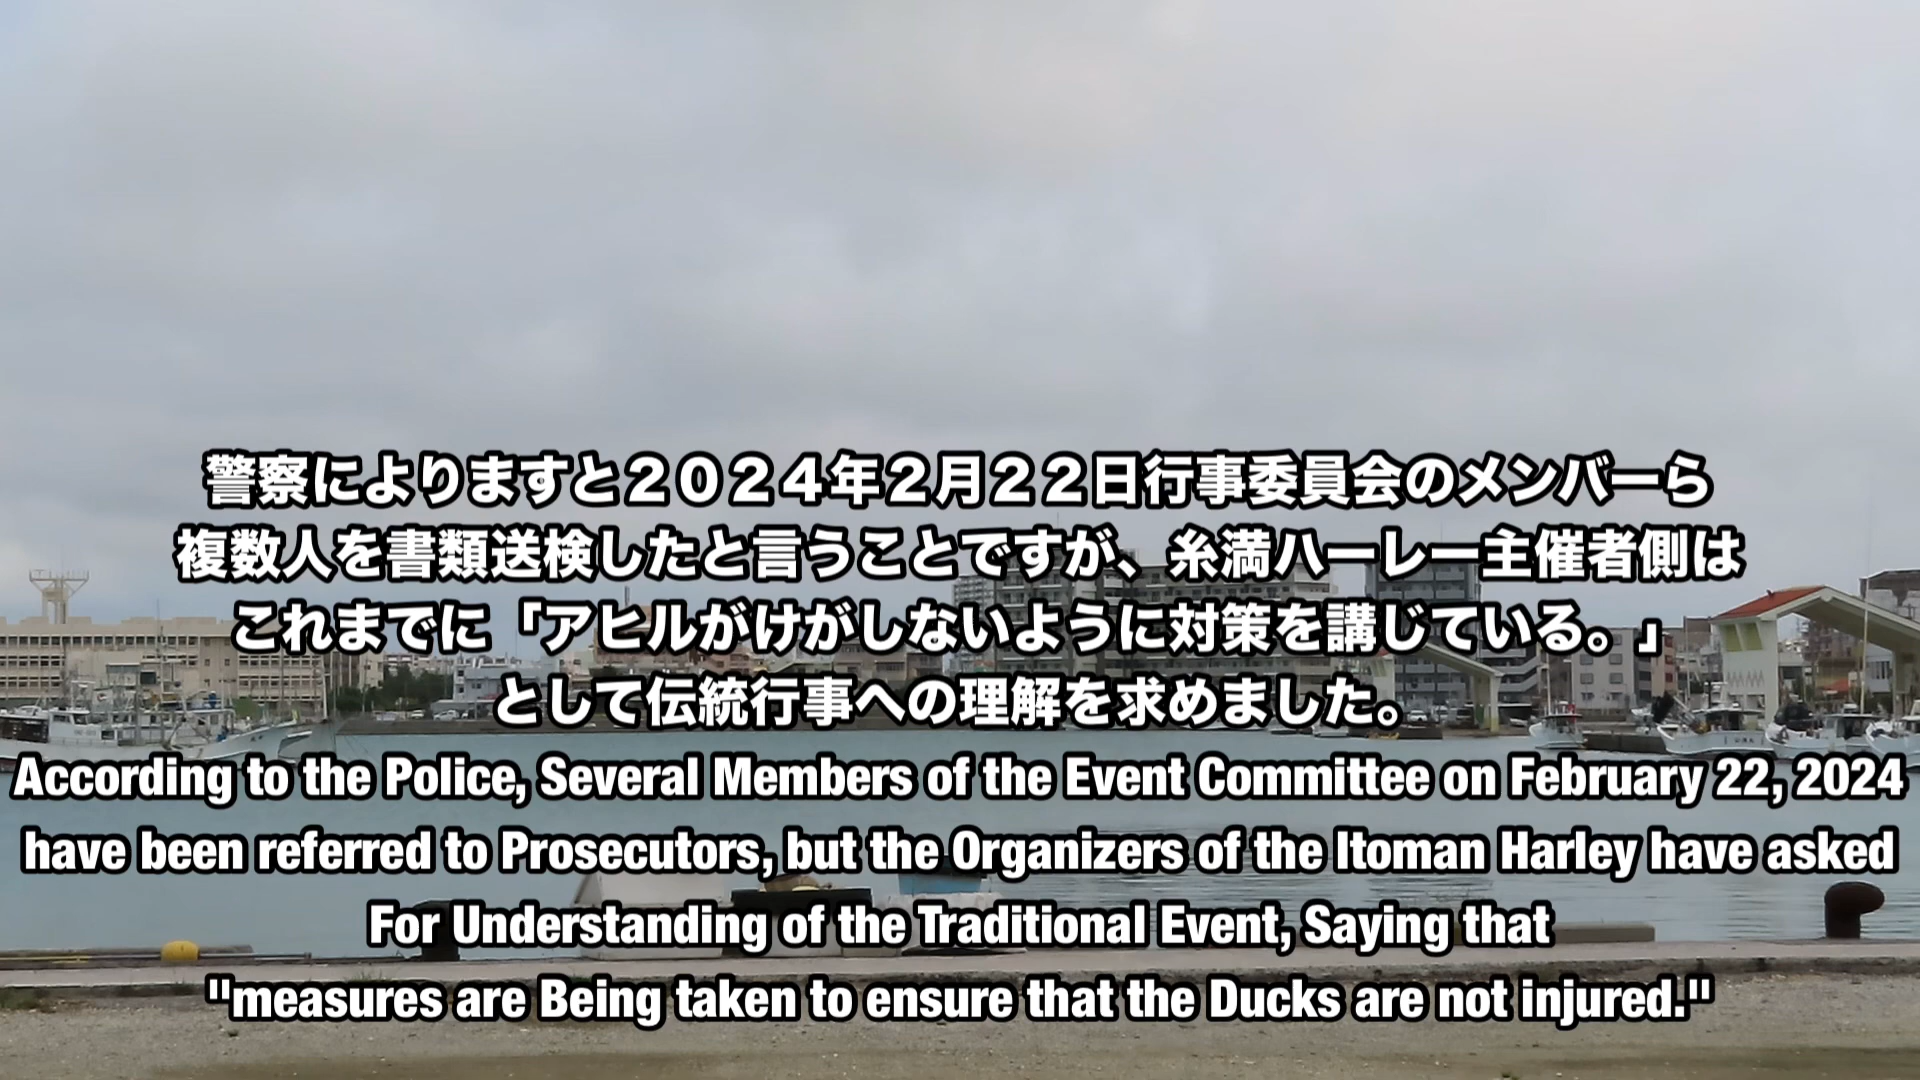 警察によりますと２０２４年２月２２日行事委員会のメンバーら
複数人を書類送検したと言うことですが、糸満ハーレー主催者側は
これまでに「アヒルがけがしないように対策を講じている。」
として伝統行事への理解を求めました。
According to the Police, Several Members of the Event Committee on February 22, 2024
have been referred to Prosecutors, but the Organizers of the Itoman Harley have asked
For Understanding of the Traditional Event, Saying that
"measures are Being taken to ensure that the Ducks are not injured."